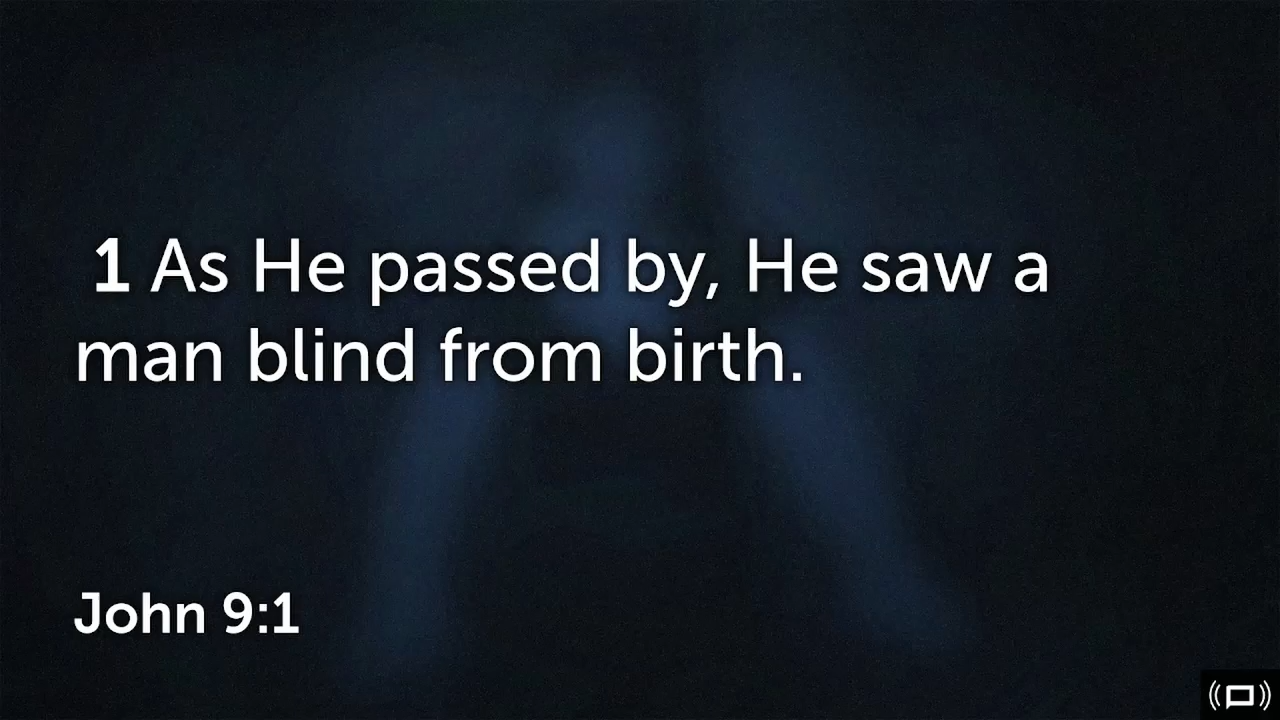 1 As He passed by, He saw a
man blind from birth.
John 9:1